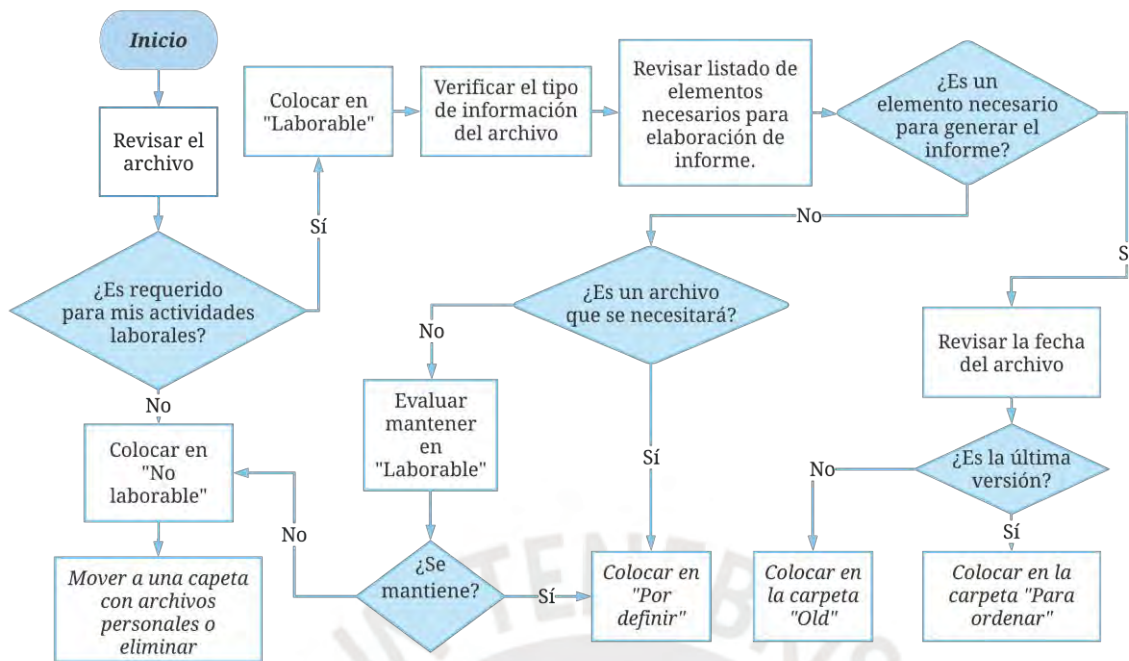 Inicio
Revisar el
archivo
¿Es requerido
para mis actividades
laborales?
Sí
No
Colocar en
"Laborable"
Verificar el tipo
de información
del archivo
Revisar listado de
elementos
necesarios para
elaboración de
informe.
¿Es un
elemento necesario
para generar el
informe?
No
S
¿Es un archivo
que se necesitará?
No
Sí
Evaluar
mantener
en
"Laborable"
¿Se
mantiene?
No
Sí
Colocar en
"No
laborable"
Mover a una capeta
con archivos
personales o
eliminar
Colocar en
"Por
definir"
Revisar la fecha
del archivo
¿Es la última
versión?
No
Sí
Colocar en
la carpeta
"Old"
Colocar en la
carpeta "Para
ordenar"